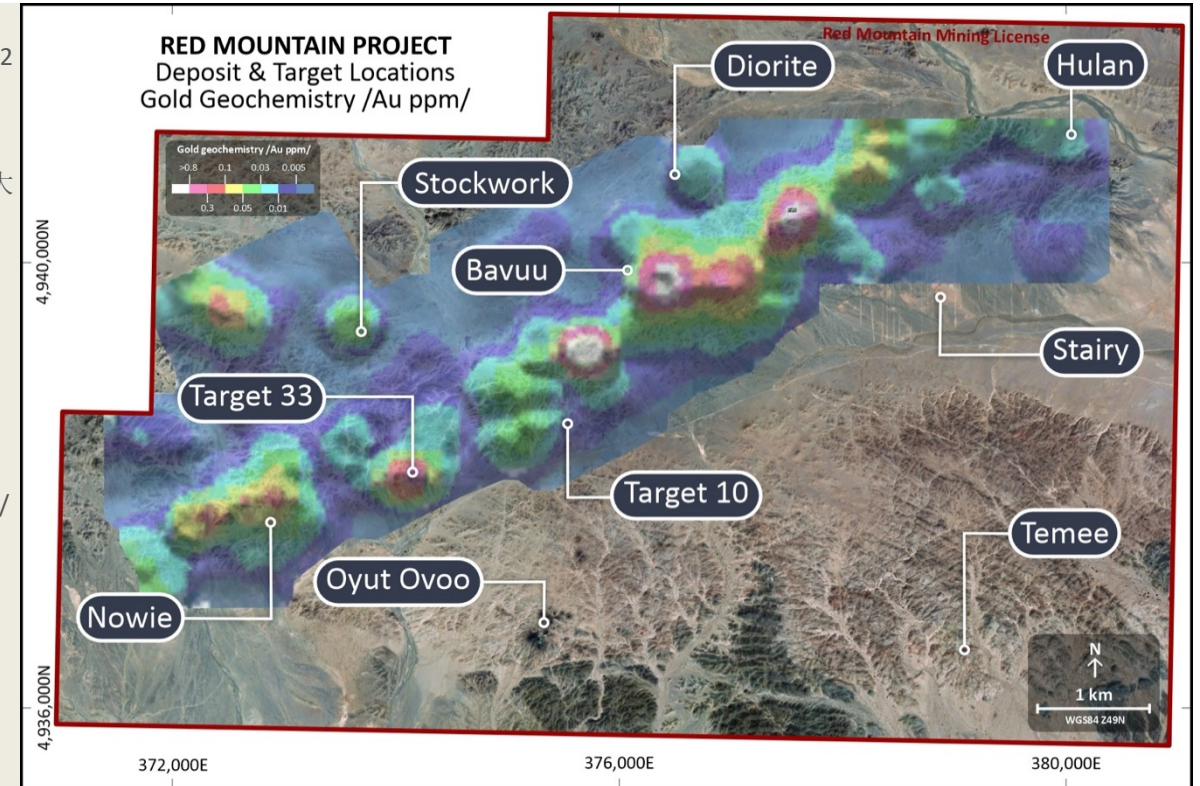 2
大
/
RED MOUNTAIN PROJECT
Deposit & Target Locations
Gold Geochemistry /Au ppm/
Red Mountain Mining License
Diorite
Hulan
Gold geochemistry /Au ppm/
>0.8 0.1 0.03 0.005
0.3 0.05 0.01
Stockwork
Bavuu
Stairy
Target 33
Target 10
Temee
Oyut Ovoo
Nowie
N
1 km
WGS84 Z49N
4,940,000N
4,936,000N
372,000E
376,000E
380,000E